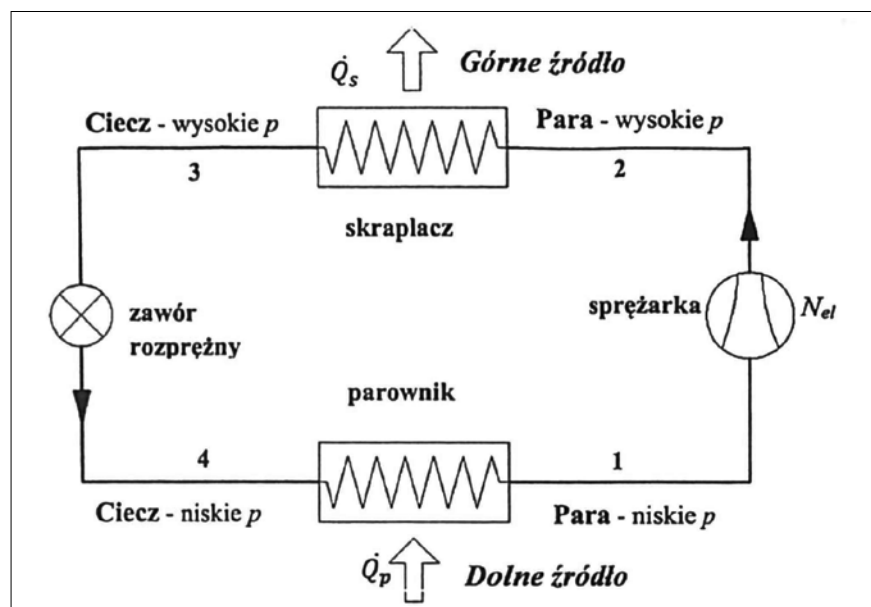 Q̇s
Górne źródło
Ciecz - wysokie p
Para - wysokie p
3
2
skraplacz
zawór
rozprężny
sprężarka
Nel
parownik
4
1
Ciecz - niskie p
Para - niskie p
Q̇p
Dolne źródło